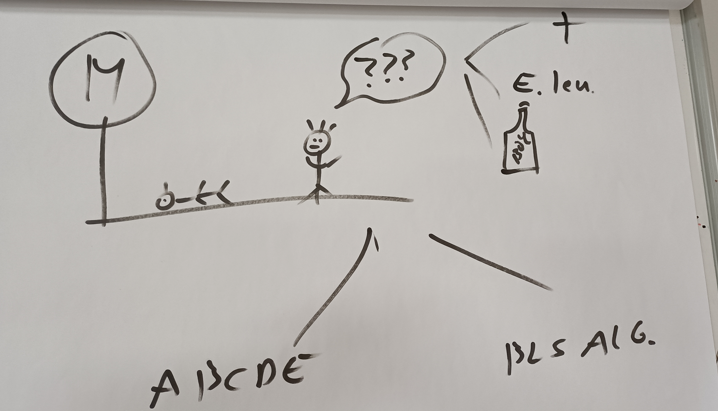 M
???
+
E. leu.
ABCDE
BLS ALG.